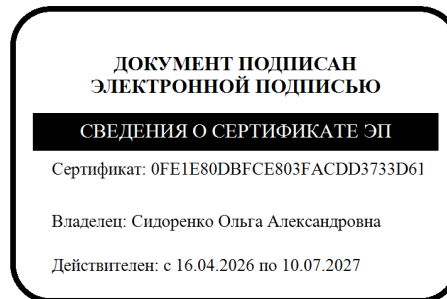 ДОКУМЕНТ ПОДПИСАН
ЭЛЕКТРОННОЙ ПОДПИСЬЮ
СВЕДЕНИЯ О СЕРТИФИКАТЕ ЭП
Сертификат: 0FE1E80DBFCE803FACDD3733D61
Владелец: Сидоренко Ольга Александровна
Действителен: с 16.04.2026 по 10.07.2027